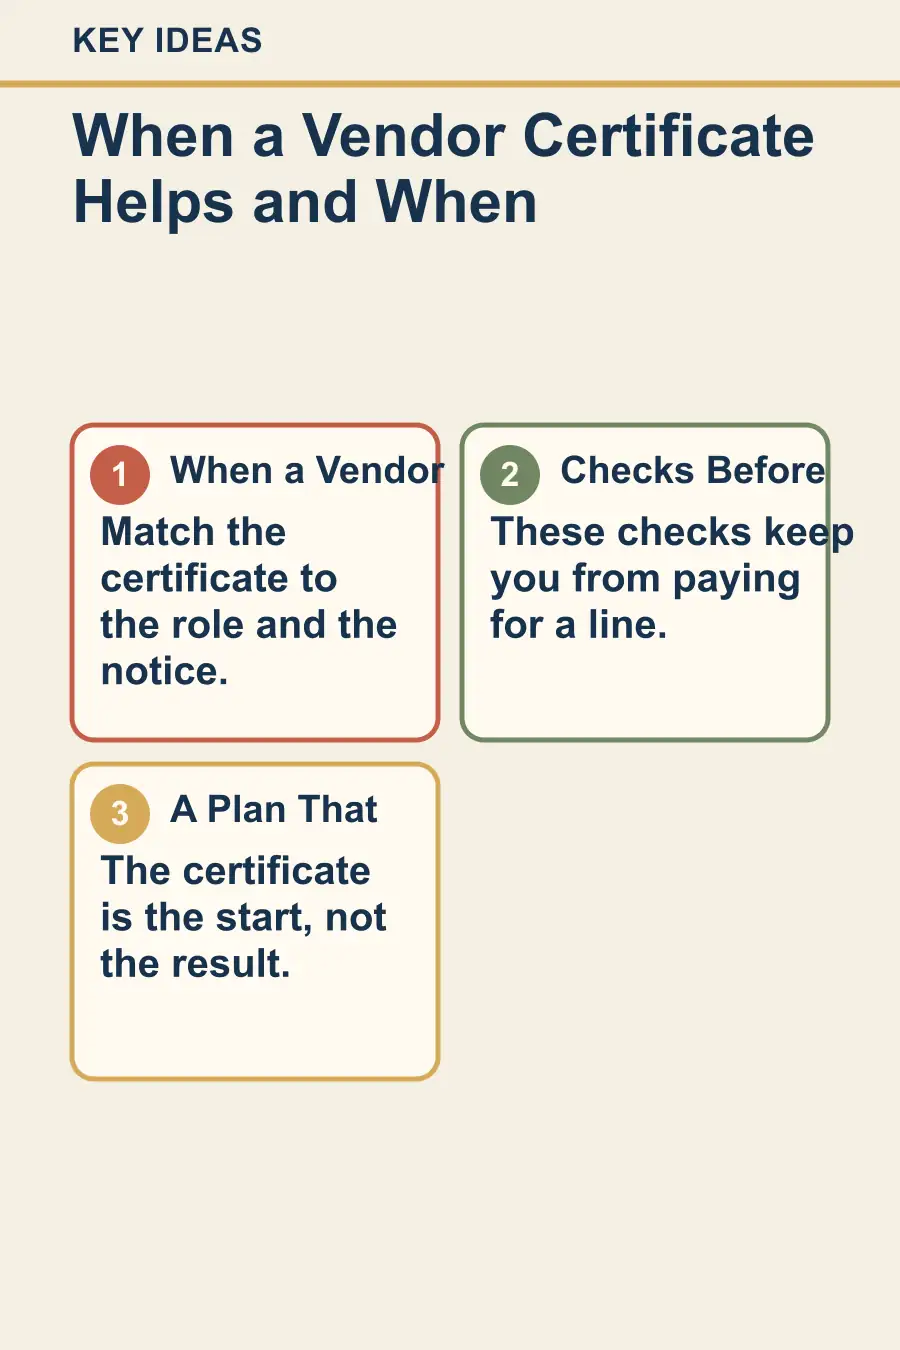 KEY IDEAS
When a Vendor Certificate
Helps and When
1 When a Vendor
Match the
certificate to
the role and the
notice.
2 Checks Before
These checks keep
you from paying
for a line.
3 A Plan That
The certificate
is the start, not
the result.